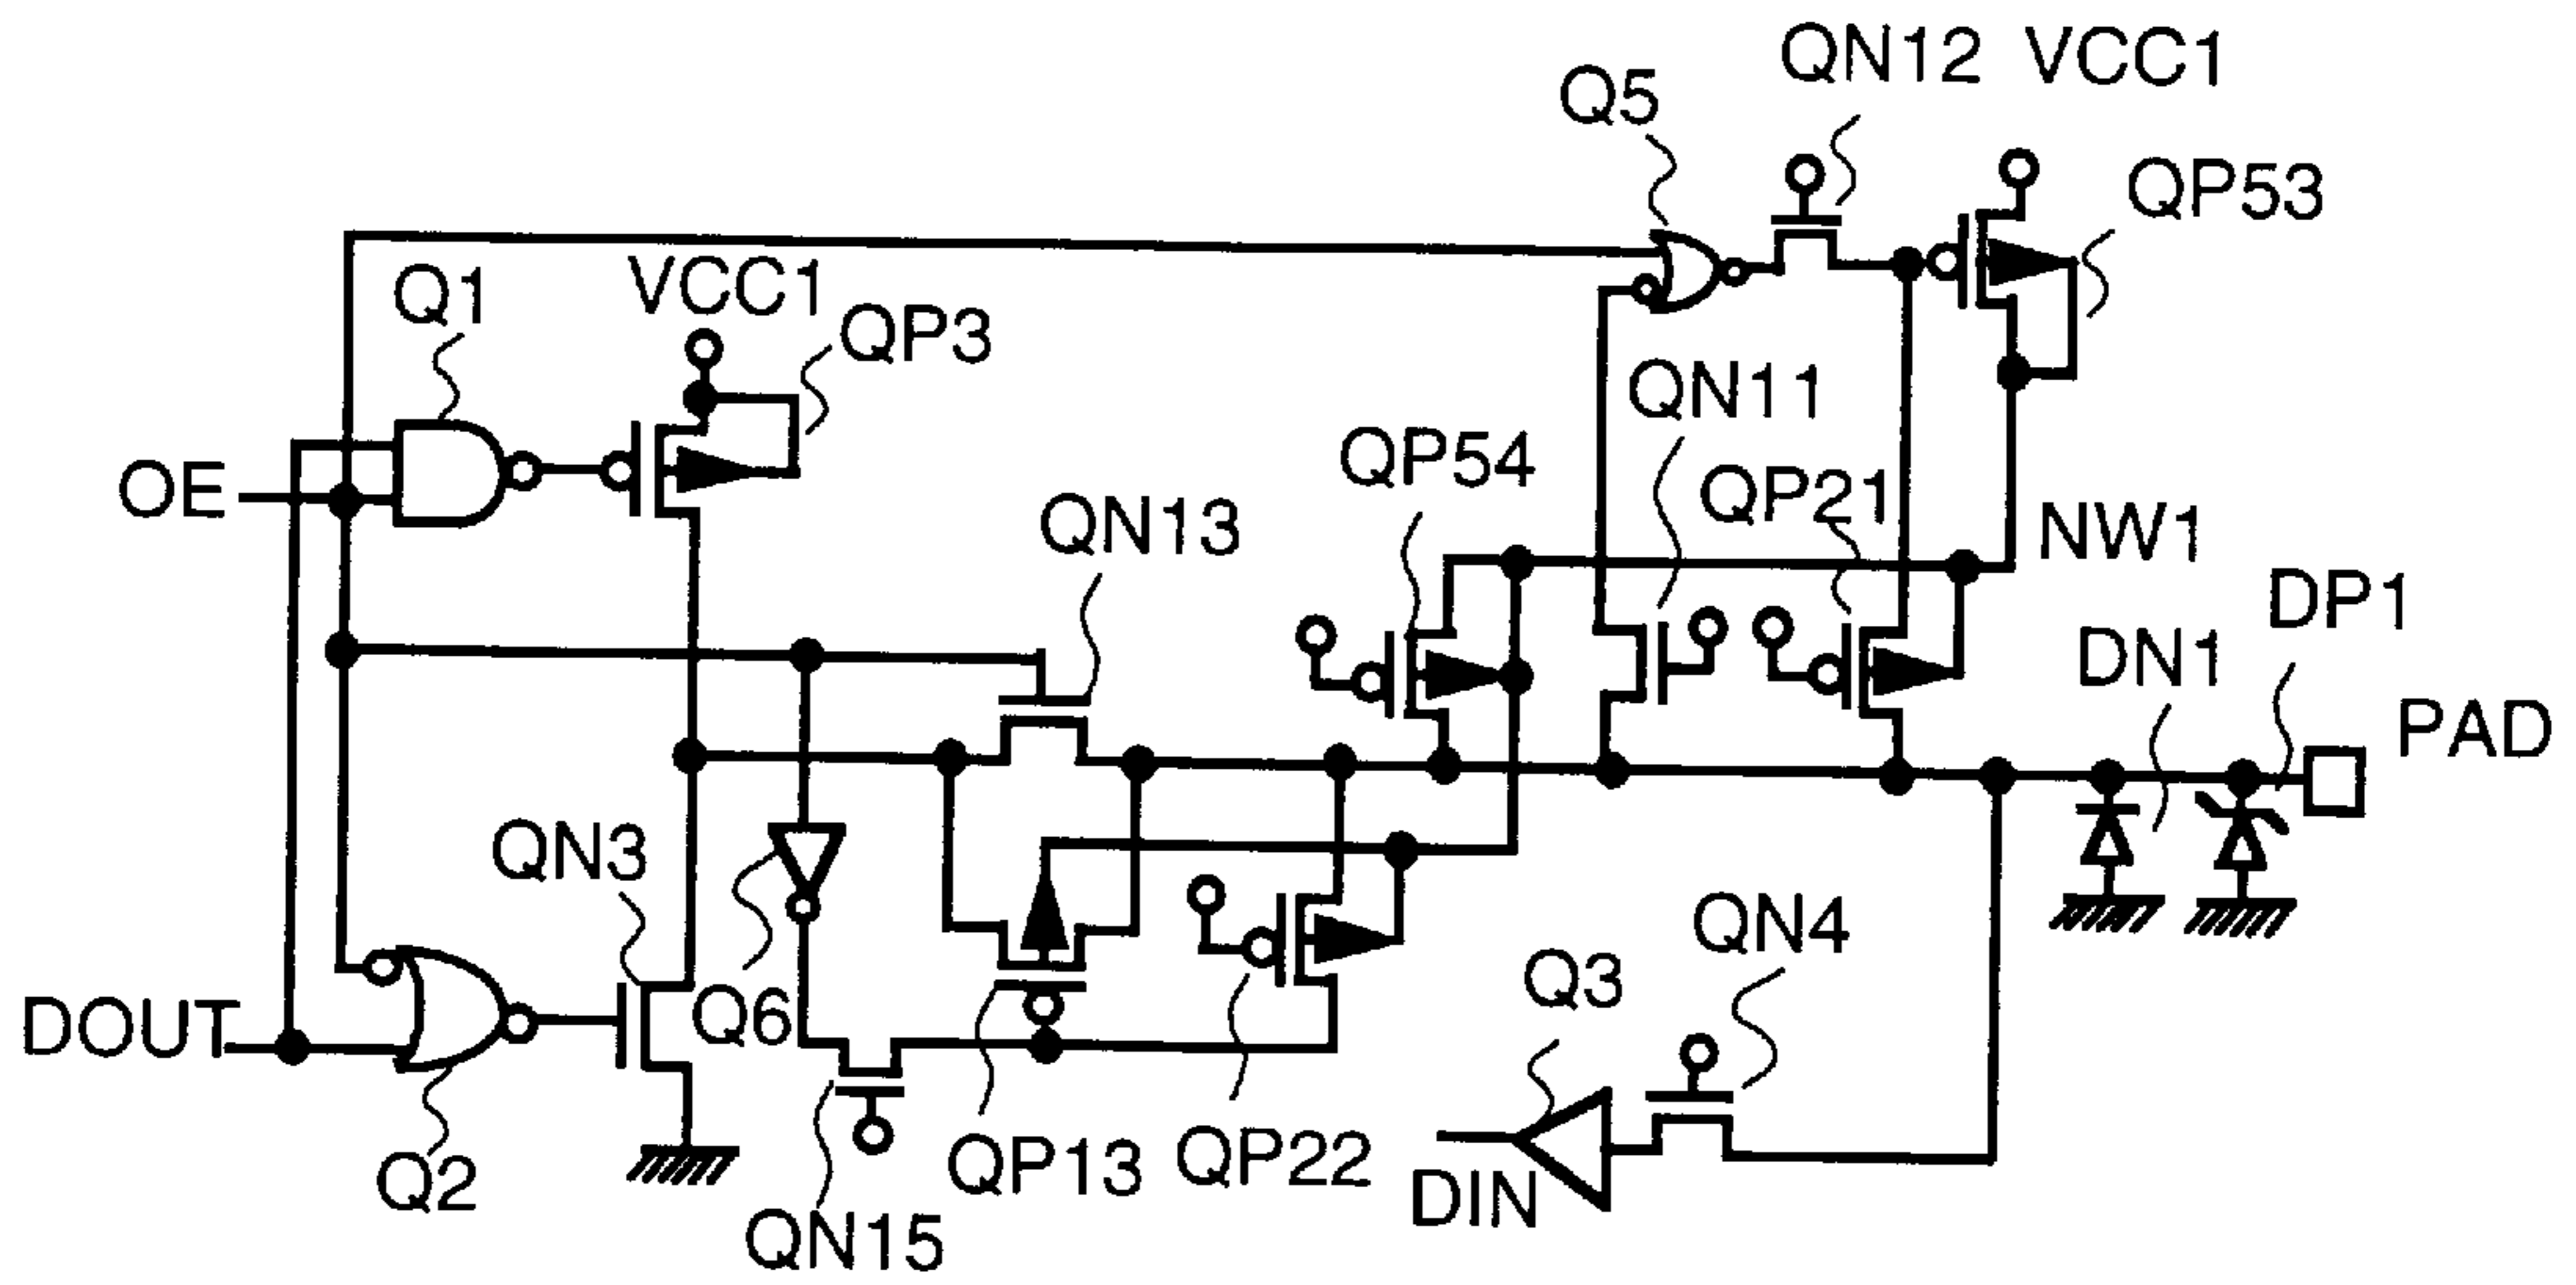 QN12 VCC1
Q5
QP53
Q1
VCC1
QP3
QN11
QP54
OE
QP21
QN13
NW1
DP1
DN1
PAD
QN3
QN4
Q3
Q6
DOUT
QP13
QP22
Q2
DIN
QN15